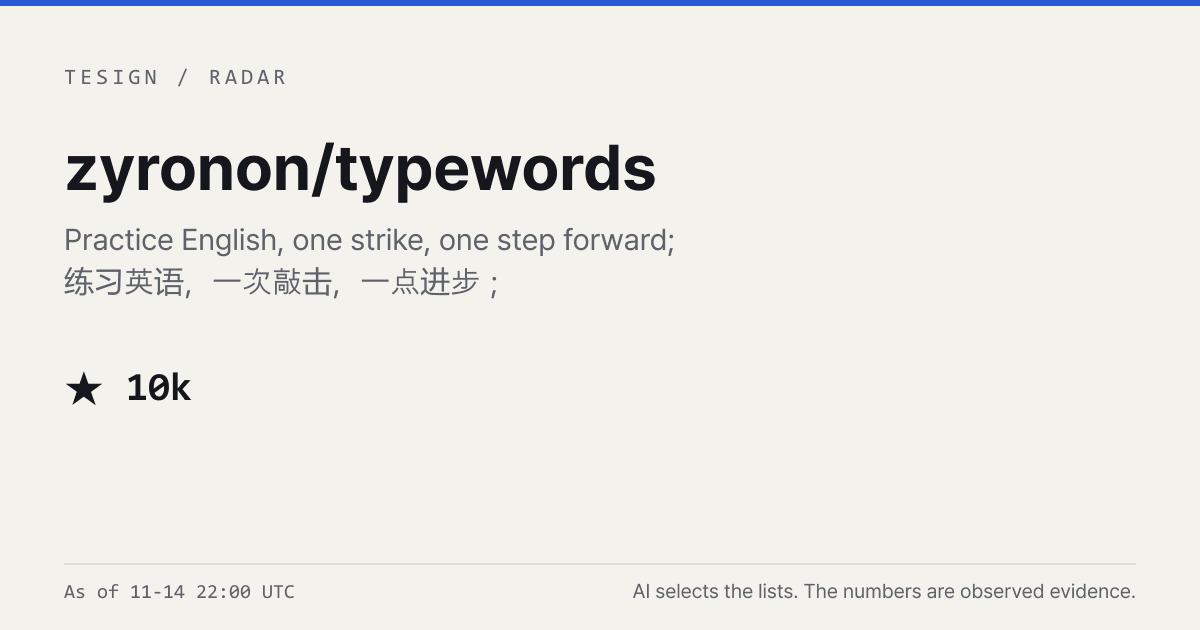 TESIGN / RADAR
zyronon/typewords
Practice English, one strike, one step forward;
练习英语，一次敲击，一点进步；
★ 10k
As of 11-14 22:00 UTC
AI selects the lists. The numbers are observed evidence.